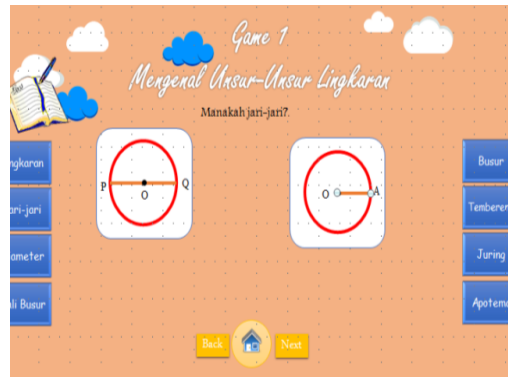 Game 1
Mengenal Unsur-Unsur Lingkaran
Manakah jari-jari?.
ngkaran
ari-jari
ameter
li Busur
P
Q
O
O
A
Busur
Temberen
Juring
Apotema
Back
Next